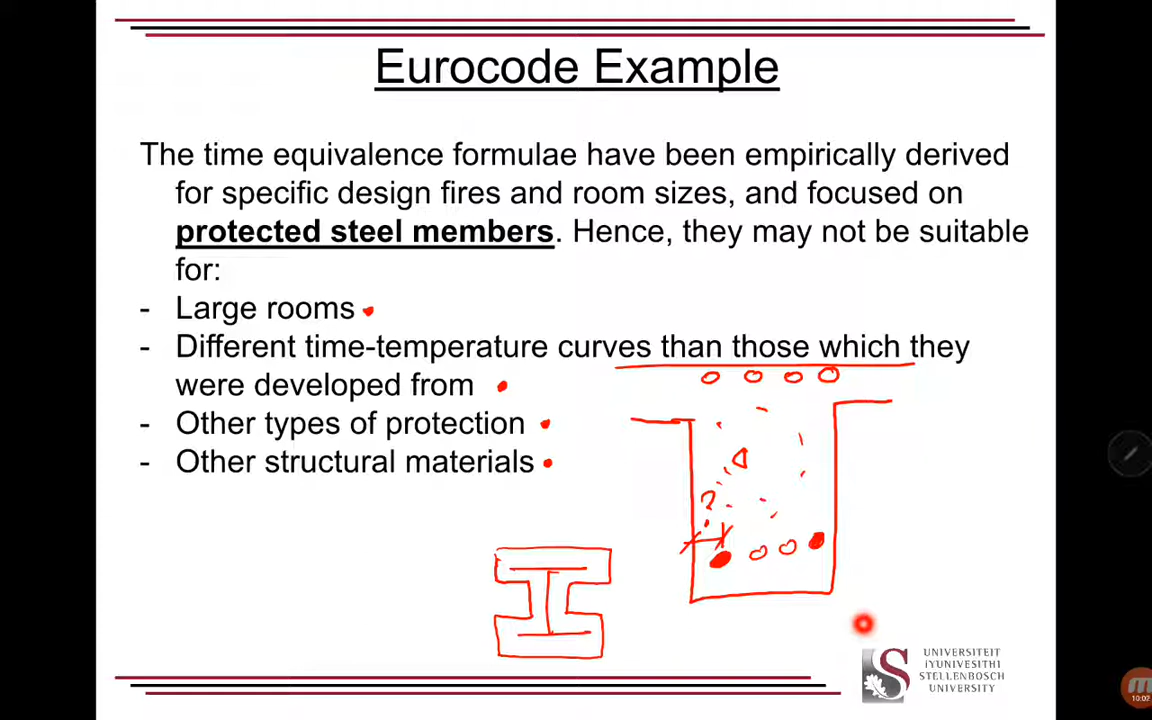 Eurocode Example
The time equivalence formulae have been empirically derived
for specific design fires and room sizes, and focused on
protected steel members. Hence, they may not be suitable
for:
- Large rooms
- Different time-temperature curves than those which they
were developed from
- Other types of protection
- Other structural materials
?
UNIVERSITEIT
IYUNIVESITHI
STELLENBOSCH
UNIVERSITY
10:02